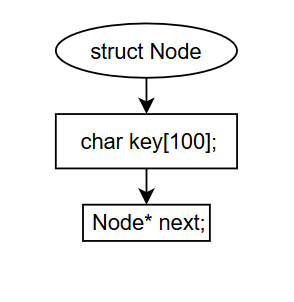 struct Node
char key[100];
Node* next;